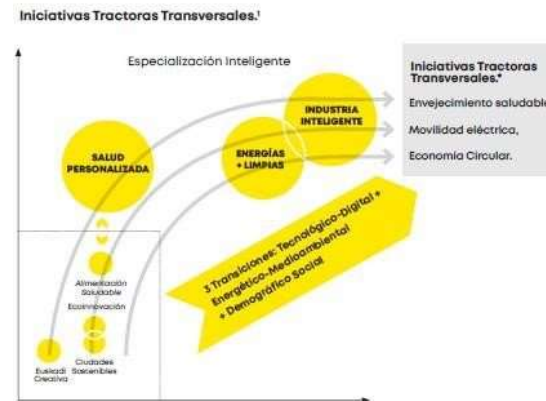 Iniciativas Tractoras Transversales.¹
Especialización Inteligente
Iniciativas Tractoras
Transversales.*
Envejecimiento saludable
Movilidad eléctrica,
Economía Circular.
INDUSTRIA
INTELIGENTE
ENERGÍAS
+ LIMPIAS
SALUD
PERSONALIZADA
3 Transiciones: Tecnológico-Digital +
Energético-Medioambiental
+ Demográfico Social
Alimentación
Saludable
Ecoinnovación
Ciudades
Sostenibles
Euskadi
Creativa